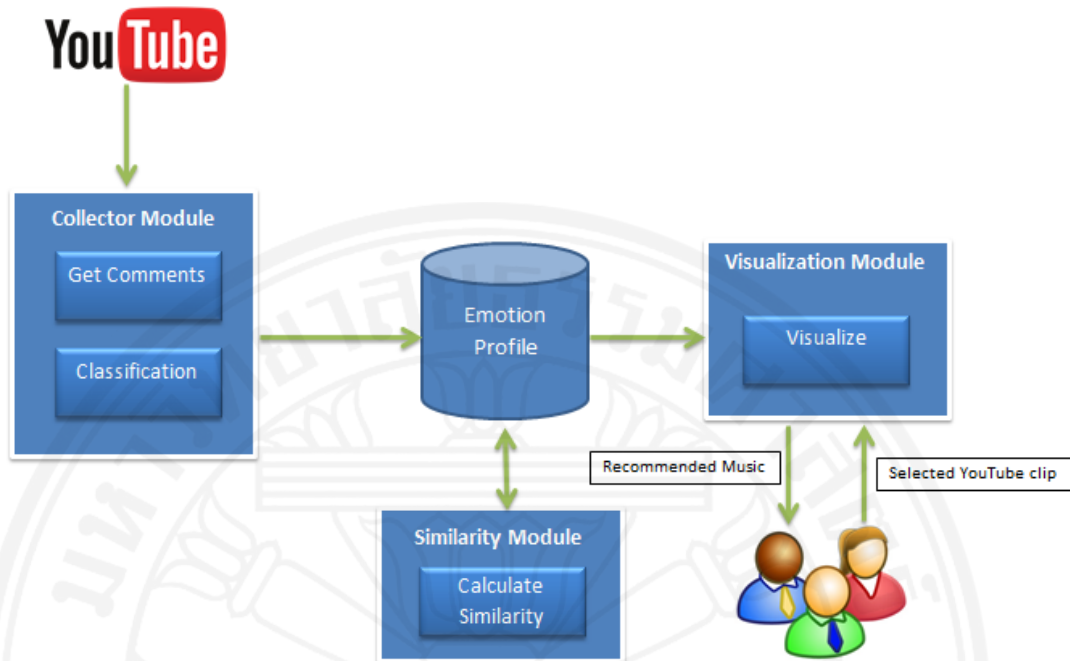 YouTube
Collector Module
Get Comments
Classification
Emotion
Profile
Visualization Module
Visualize
Recommended Music
Selected YouTube clip
Similarity Module
Calculate
Similarity